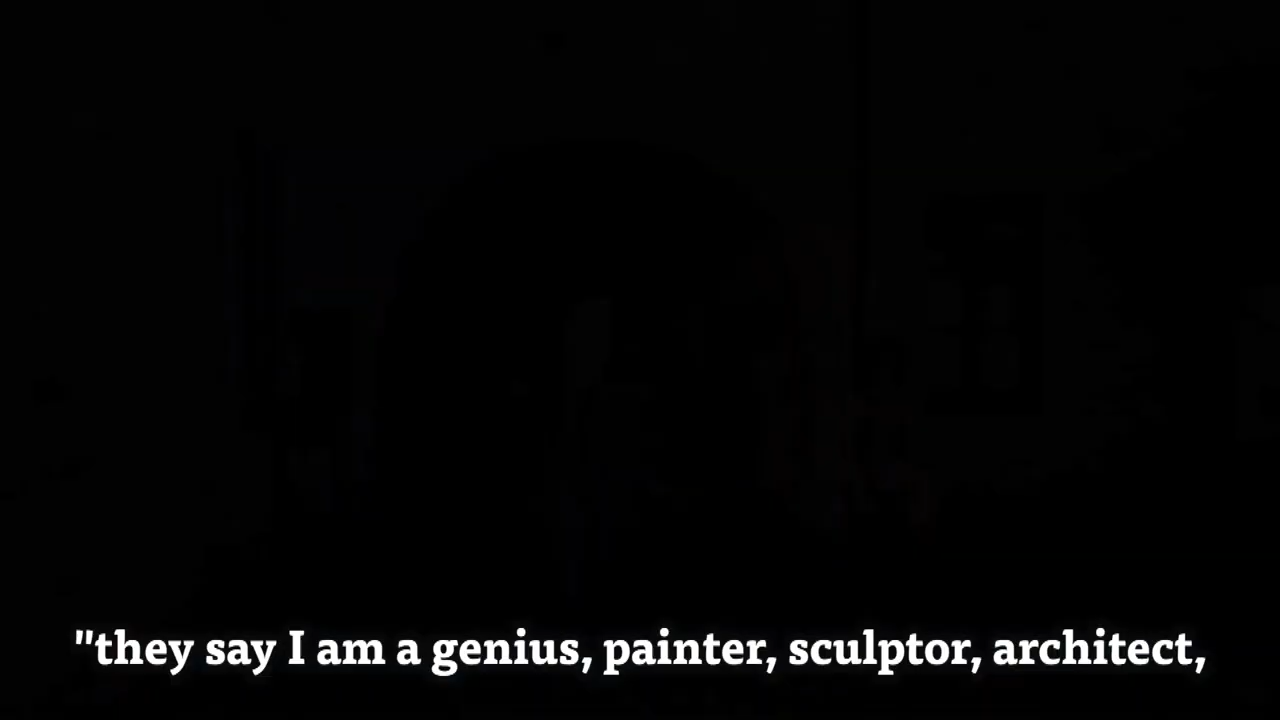 "they say I am a genius, painter, sculptor, architect,